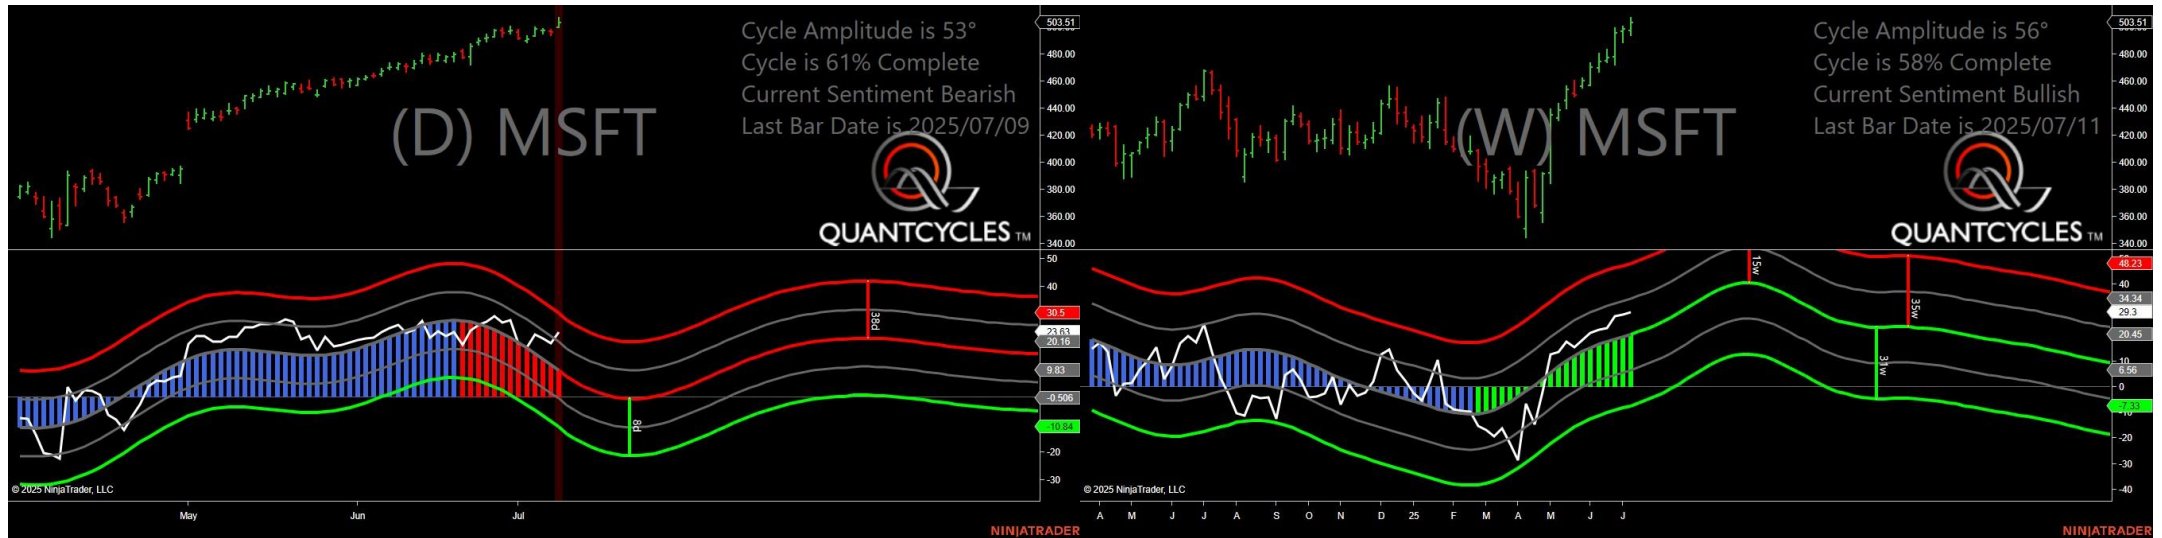 Cycle Amplitude is 53°
Cycle is 61% Complete
Current Sentiment Bearish
Last Bar Date is 2025/07/09
(D) MSFT
QUANTCYCLES TM
503.51
480.00
460.00
440.00
420.00
400.00
380.00
360.00
340.00
50
40
30.5
23.63
20.16
9.83
-0.506
-10.84
-20
-30
38d
8d
© 2025 NinjaTrader, LLC
May Jun Jul
NINJATRADER
Cycle Amplitude is 56°
Cycle is 58% Complete
Current Sentiment Bullish
Last Bar Date is 2025/07/11
(W) MSFT
QUANTCYCLES TM
503.51
480.00
460.00
440.00
420.00
400.00
380.00
360.00
340.00
48.23
40
34.34
29.3
20.45
10
6.56
0
-7.33
-20
-30
-40
15w
35w
31w
© 2025 NinjaTrader, LLC
A M J J A S O N D 25 F M A M J J
NINJATRADER